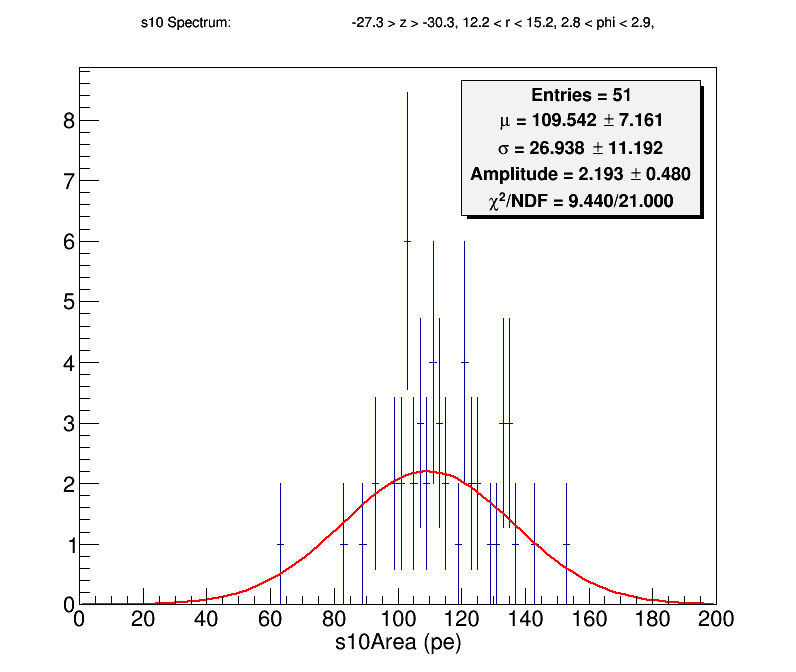 s10 Spectrum: -27.3 > z > -30.3, 12.2 < r < 15.2, 2.8 < phi < 2.9,
Entries = 51
μ = 109.542 ± 7.161
σ = 26.938 ± 11.192
Amplitude = 2.193 ± 0.480
χ²/NDF = 9.440/21.000
8
7
6
5
4
3
2
1
0
0 20 40 60 80 100 120 140 160 180 200
s10Area (pe)